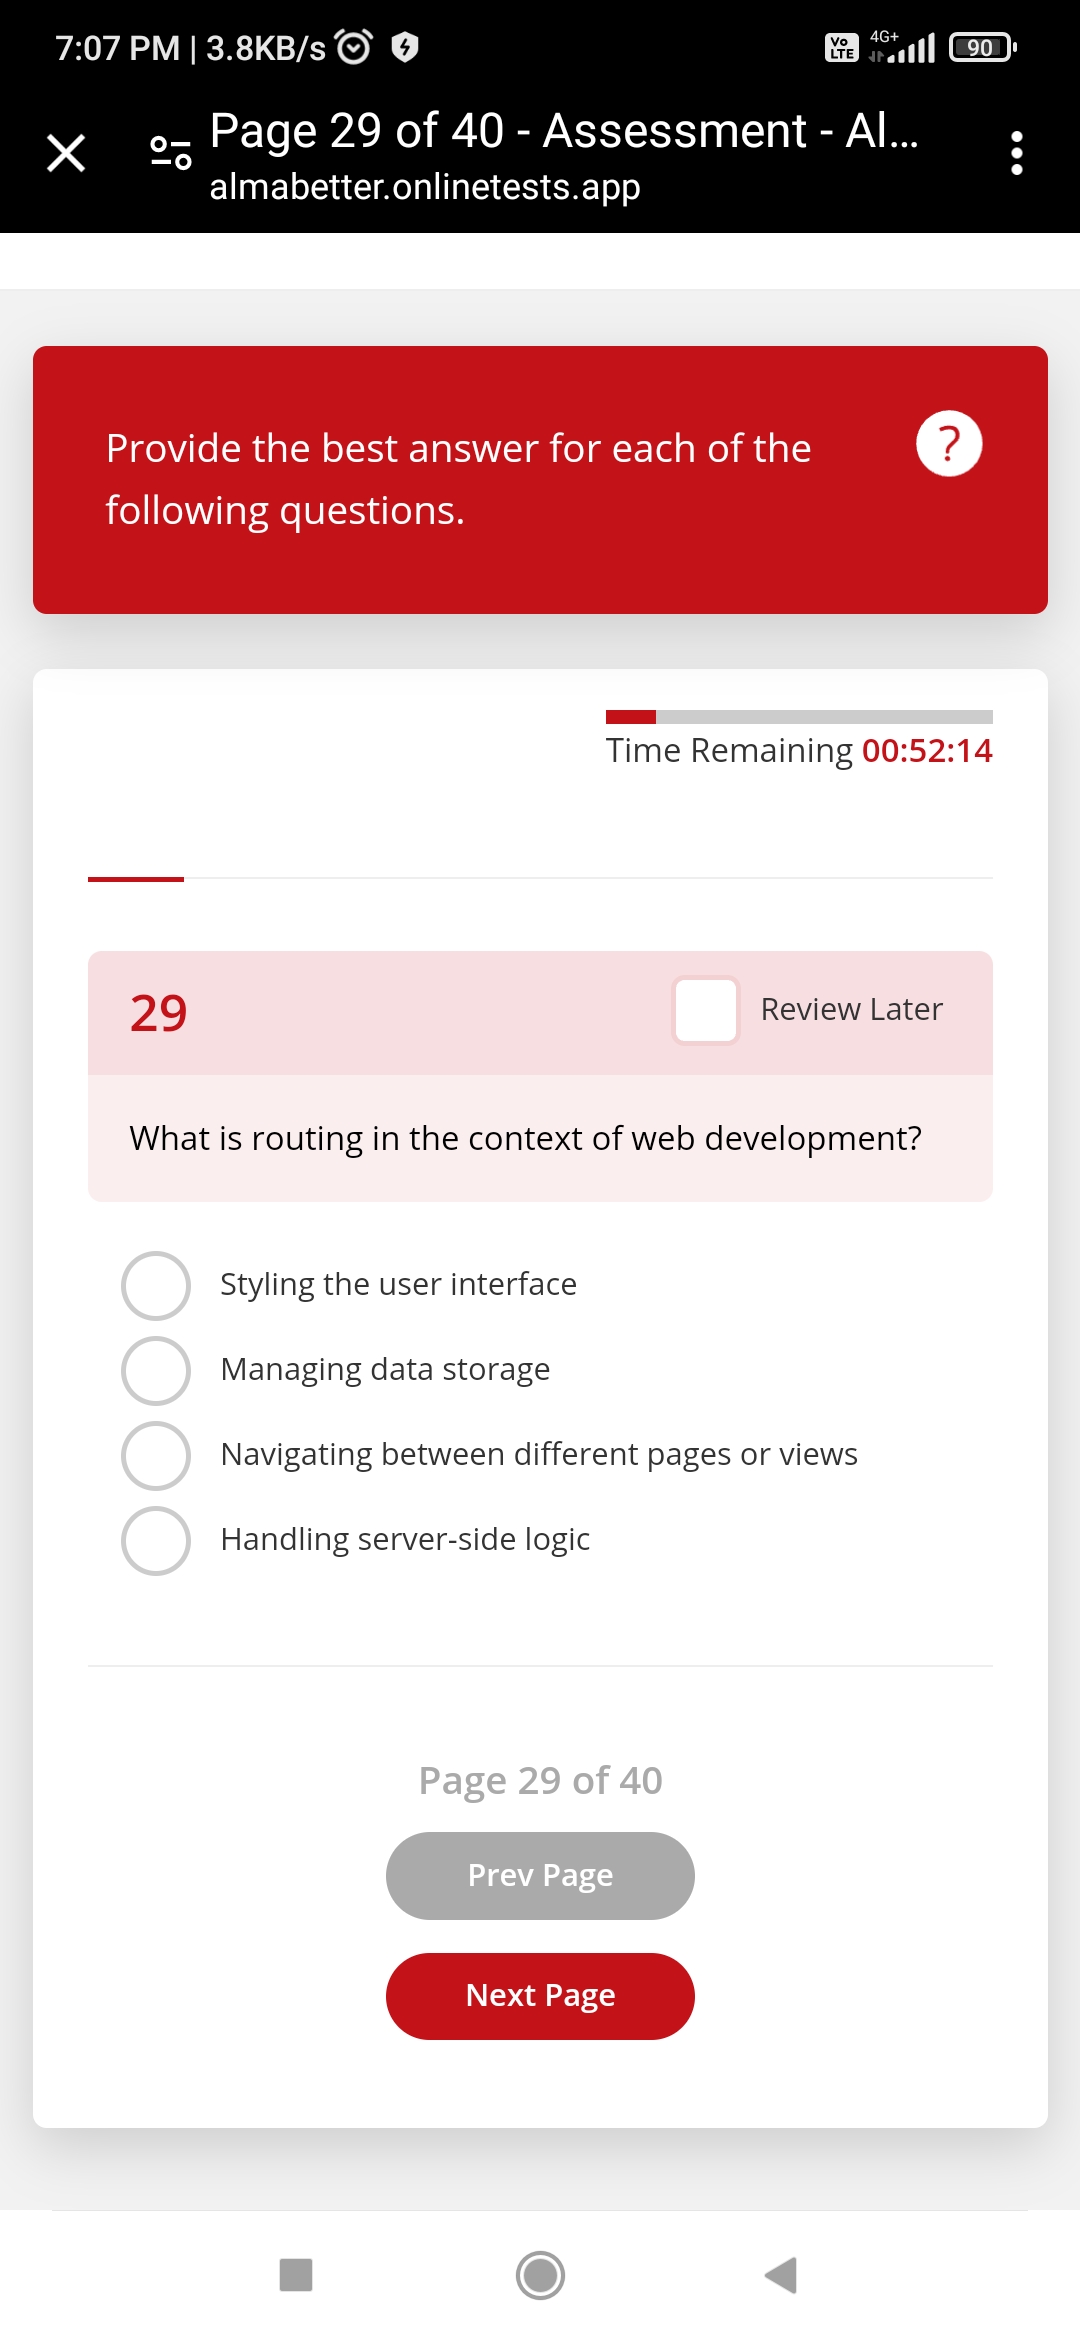 7:07 PM | 3.8KB/s
Vo LTE 4G+ 90
Page 29 of 40 - Assessment - Al...
almabetter.onlinetests.app
Provide the best answer for each of the
following questions.
?
Time Remaining 00:52:14
29
Review Later
What is routing in the context of web development?
Styling the user interface
Managing data storage
Navigating between different pages or views
Handling server-side logic
Page 29 of 40
Prev Page
Next Page